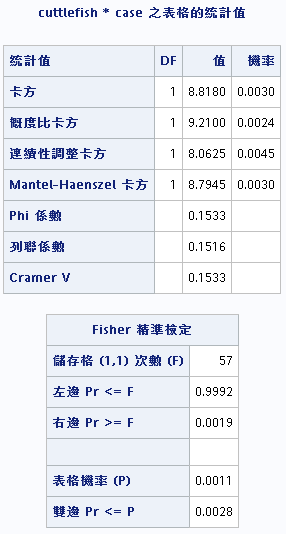 cuttlefish * case 之表格的统計值
統計值 DF 值 機率
卡方 1 8.8180 0.0030
概度比卡方 1 9.2100 0.0024
連續性調整卡方 1 8.0625 0.0045
Mantel-Haenszel 卡方 1 8.7945 0.0030
Phi 係數 0.1533
列聯係數 0.1516
Cramer V 0.1533
Fisher 精準檢定
儲存格 (1,1) 次數 (F) 57
左邊 Pr <= F 0.9992
右邊 Pr >= F 0.0019
表格機率 (P) 0.0011
雙邊 Pr <= P 0.0028